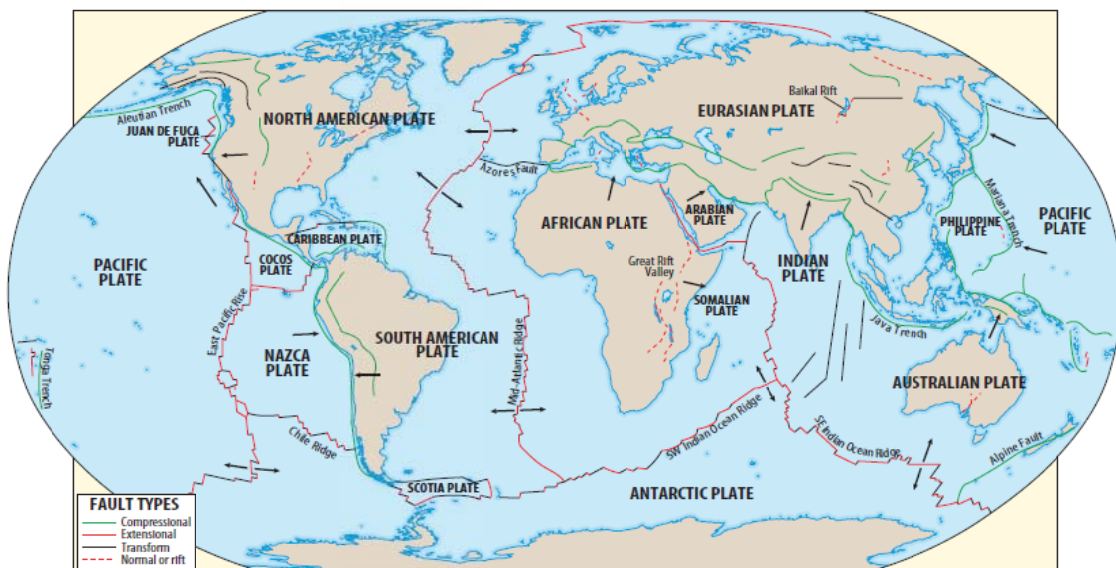 Aleutian Trench
JUAN DE FUCA
PLATE
NORTH AMERICAN PLATE
EURASIAN PLATE
Baikal Rift
Azores Fault
AFRICAN PLATE
ARABIAN
PLATE
INDIAN
PLATE
PHILIPPINE
PLATE
Mariana Trench
PACIFIC
PLATE
PACIFIC
PLATE
COCOS
PLATE
CARIBBEAN PLATE
Great Rift
Valley
SOMALIAN
PLATE
Java Trench
East Pacific Rise
NAZCA
PLATE
SOUTH AMERICAN
PLATE
Mid-Atlantic Ridge
Tonga Trench
AUSTRALIAN PLATE
Chile Ridge
SW Indian Ocean Ridge
SE Indian Ocean Ridge
Alpine Fault
SCOTIA PLATE
ANTARCTIC PLATE
FAULT TYPES
Compressional
Extensional
Transform
Normal or rift